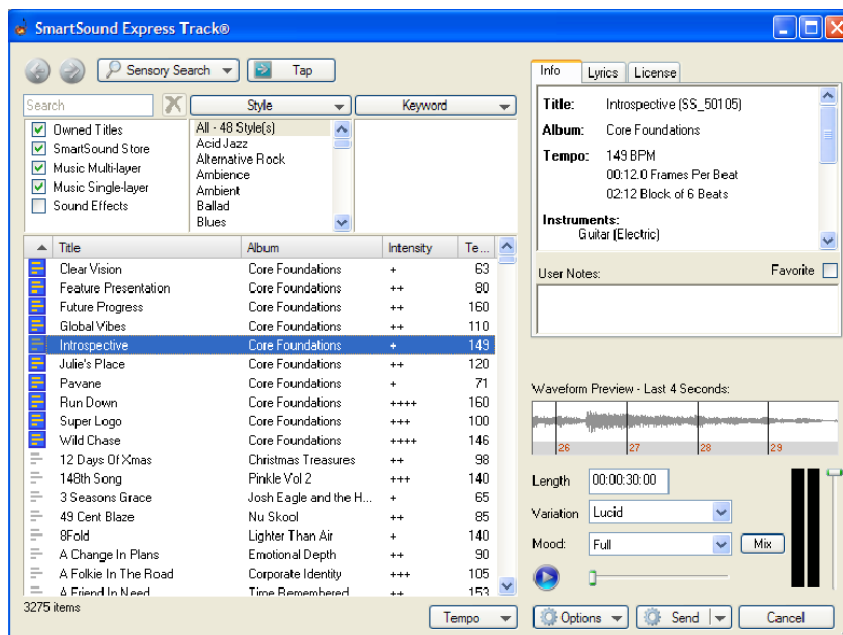 SmartSound Express Track®
Sensory Search
Tap
Search
Style
Keyword
Owned Titles
SmartSound Store
Music Multi-layer
Music Single-layer
Sound Effects
All - 48 Style(s)
Acid Jazz
Alternative Rock
Ambience
Ambient
Ballad
Blues
Title Album Intensity Te...
Clear Vision Core Foundations + 63
Feature Presentation Core Foundations ++ 80
Future Progress Core Foundations ++ 160
Global Vibes Core Foundations ++ 110
Introspective Core Foundations + 149
Julie's Place Core Foundations ++ 120
Pavane Core Foundations + 71
Run Down Core Foundations ++++ 160
Super Logo Core Foundations +++ 100
Wild Chase Core Foundations ++++ 146
12 Days Of Xmas Christmas Treasures ++ 98
148th Song Pinkle Vol 2 +++ 140
3 Seasons Grace Josh Eagle and the H... + 65
49 Cent Blaze Nu Skool ++ 85
8Fold Lighter Than Air + 140
A Change In Plans Emotional Depth ++ 90
A Folkie In The Road Corporate Identity +++ 105
A Friend In Need Time Remembered ++ 153
3275 items
Tempo
Info Lyrics License
Title: Introspective (SS_50105)
Album: Core Foundations
Tempo: 149 BPM
00:12.0 Frames Per Beat
02:12 Block of 6 Beats
Instruments:
Guitar (Electric)
User Notes: Favorite
Waveform Preview - Last 4 Seconds:
26 27 28 29
Length 00:00:30:00
Variation Lucid
Mood: Full Mix
Options Send Cancel